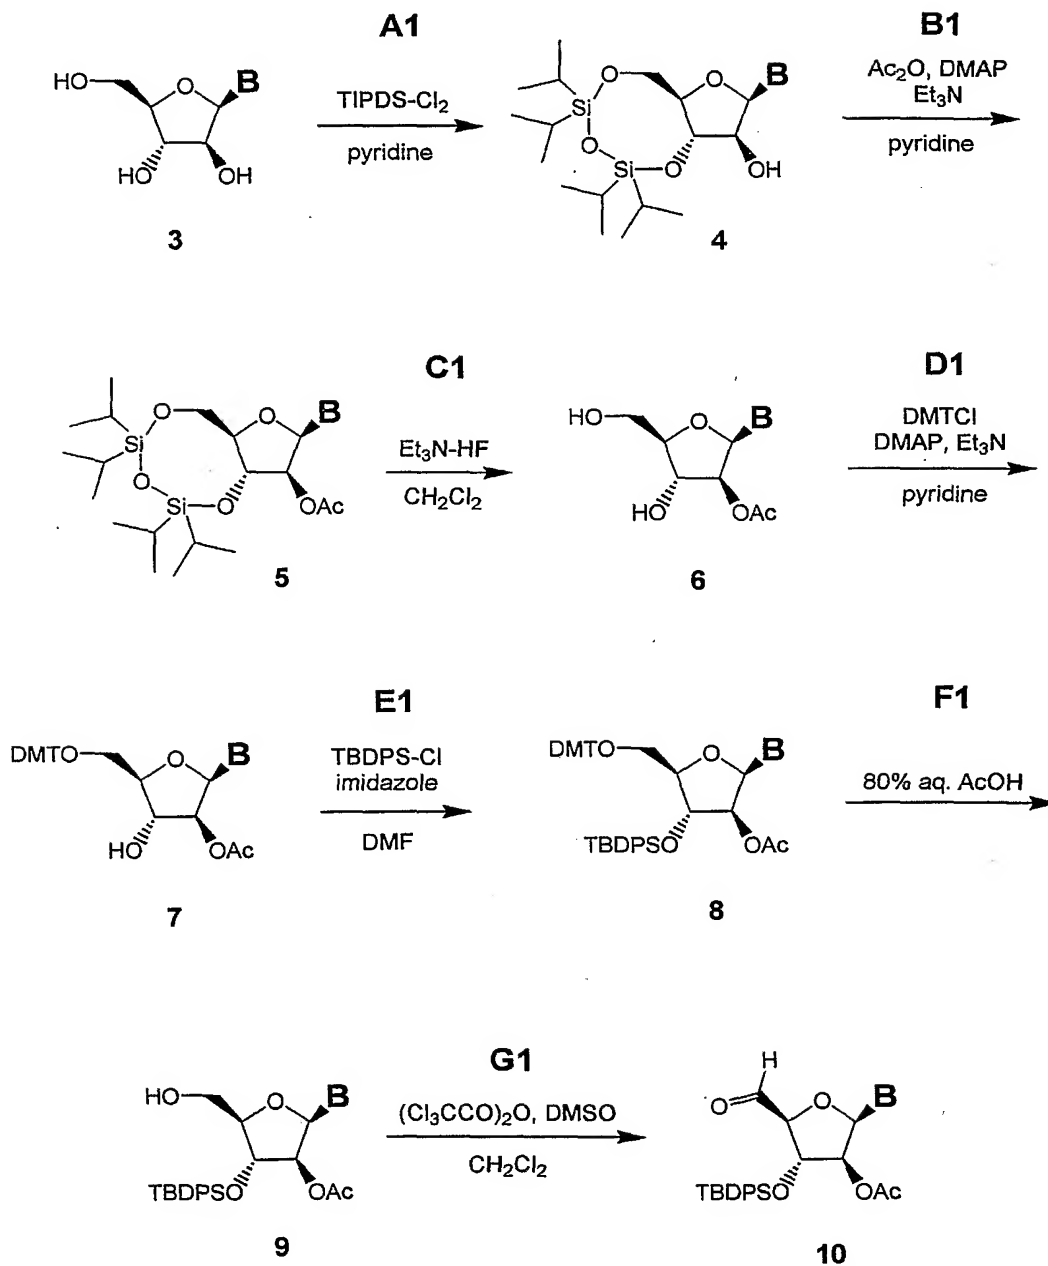 A1
B1
HO
O
B
TIPDS-Cl2
pyridine
HO
OH
3
O
O
B
Si
O
Si
O
OH
4
Ac2O, DMAP
Et3N
pyridine
C1
D1
O
O
B
Si
O
Si
O
OAc
5
Et3N-HF
CH2Cl2
HO
O
B
HO
OAc
6
DMTCl
DMAP, Et3N
pyridine
E1
F1
DMTO
O
B
HO
OAc
7
TBDPS-Cl
imidazole
DMF
DMTO
O
B
TBDPSO
OAc
8
80% aq. AcOH
G1
HO
O
B
TBDPSO
OAc
9
(Cl3CCO)2O, DMSO
CH2Cl2
H
O
O
B
TBDPSO
OAc
10